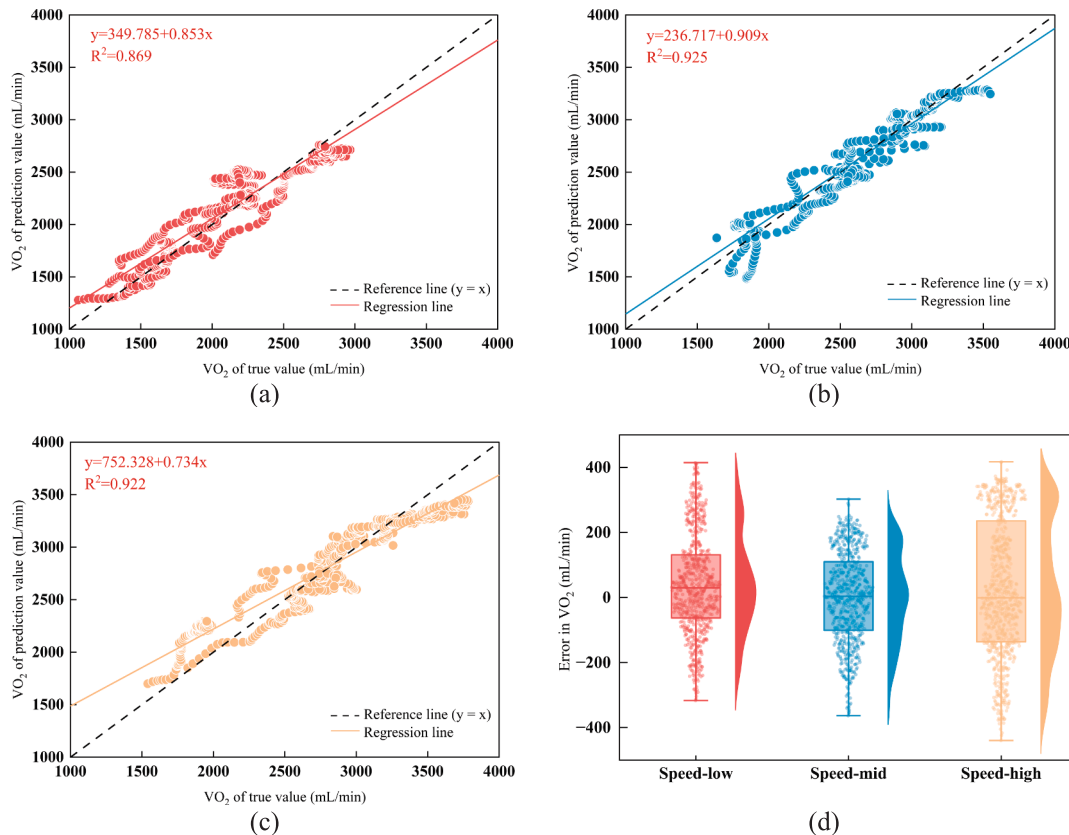 y=349.785+0.853x
R²=0.869
VO₂ of prediction value (mL/min)
4000
3500
3000
2500
2000
1500
1000
Reference line (y = x)
Regression line
1000 1500 2000 2500 3000 3500 4000
VO₂ of true value (mL/min)
(a)
y=236.717+0.909x
R²=0.925
VO₂ of prediction value (mL/min)
4000
3500
3000
2500
2000
1500
1000
Reference line (y = x)
Regression line
1000 1500 2000 2500 3000 3500 4000
VO₂ of true value (mL/min)
(b)
y=752.328+0.734x
R²=0.922
VO₂ of prediction value (mL/min)
4000
3500
3000
2500
2000
1500
1000
Reference line (y = x)
Regression line
1000 1500 2000 2500 3000 3500 4000
VO₂ of true value (mL/min)
(c)
Error in VO₂ (mL/min)
400
200
0
−200
−400
Speed-low Speed-mid Speed-high
(d)